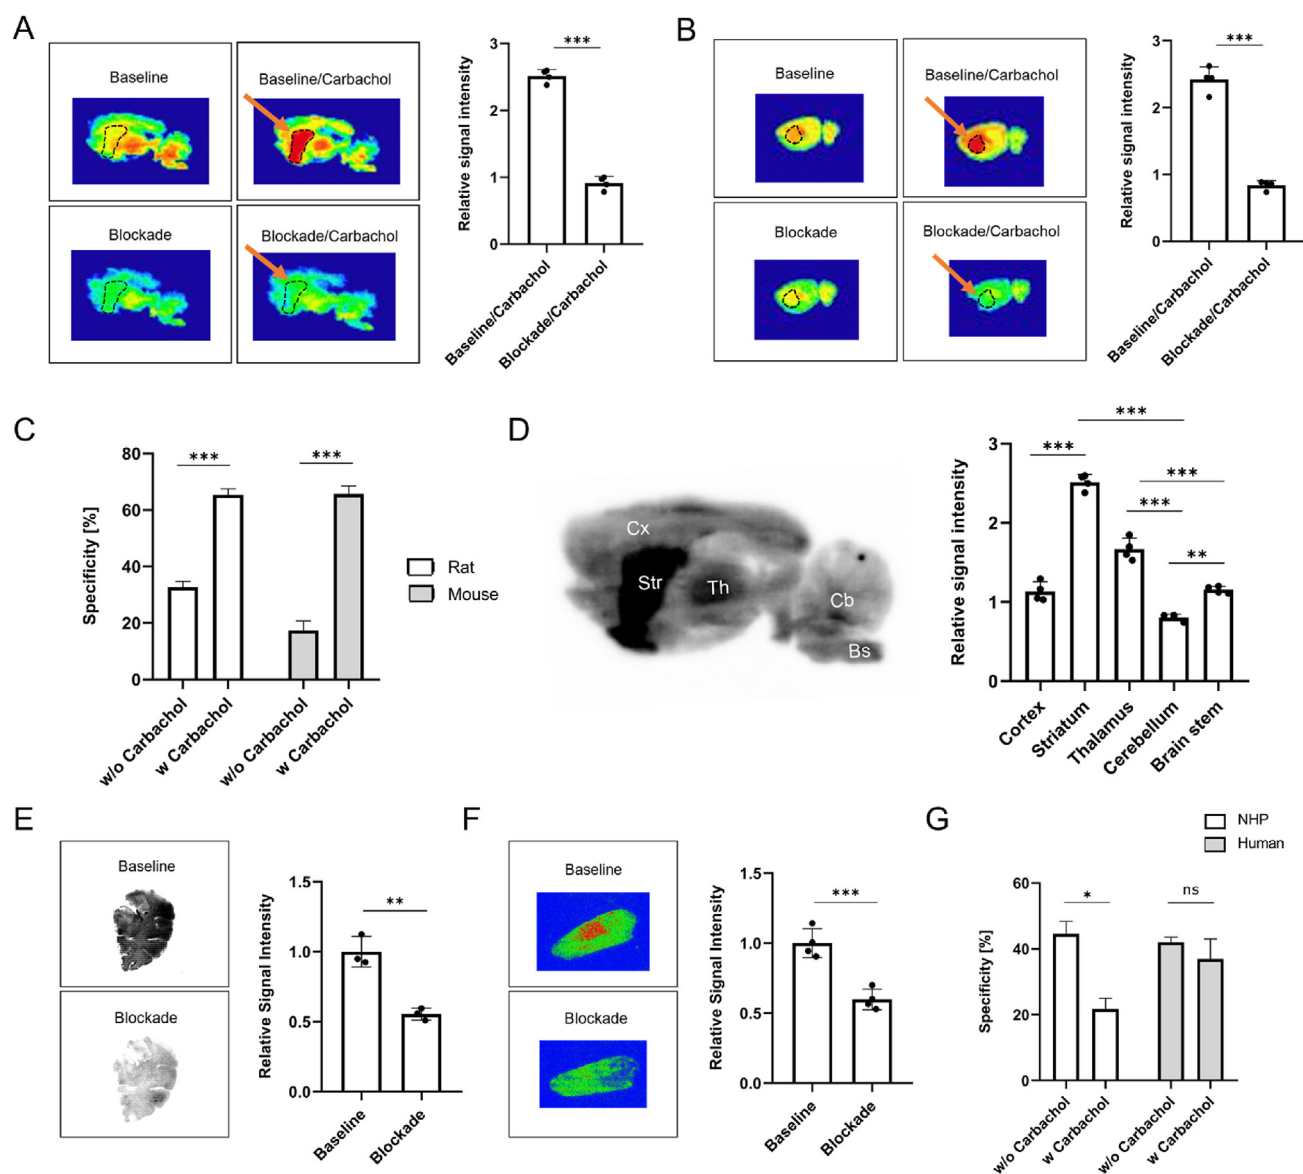 A
Baseline
Baseline/Carbachol
Blockade
Blockade/Carbachol
Relative signal intensity
3
2
1
0
***
Baseline/Carbachol
Blockade/Carbachol
B
Baseline
Baseline/Carbachol
Blockade
Blockade/Carbachol
Relative signal intensity
3
2
1
0
***
Baseline/Carbachol
Blockade/Carbachol
C
Specificity [%]
80
60
40
20
0
***
***
w/o Carbachol
w Carbachol
w/o Carbachol
w Carbachol
Rat
Mouse
D
Cx
Str
Th
Cb
Bs
Relative signal intensity
3
2
1
0
***
***
***
***
**
Cortex
Striatum
Thalamus
Cerebellum
Brain stem
E
Baseline
Blockade
Relative Signal Intensity
1.5
1.0
0.5
0.0
**
Baseline
Blockade
F
Baseline
Blockade
Relative Signal Intensity
1.5
1.0
0.5
0.0
***
Baseline
Blockade
G
NHP
Human
Specificity [%]
60
40
20
0
*
ns
w/o Carbachol
w Carbachol
w/o Carbachol
w Carbachol